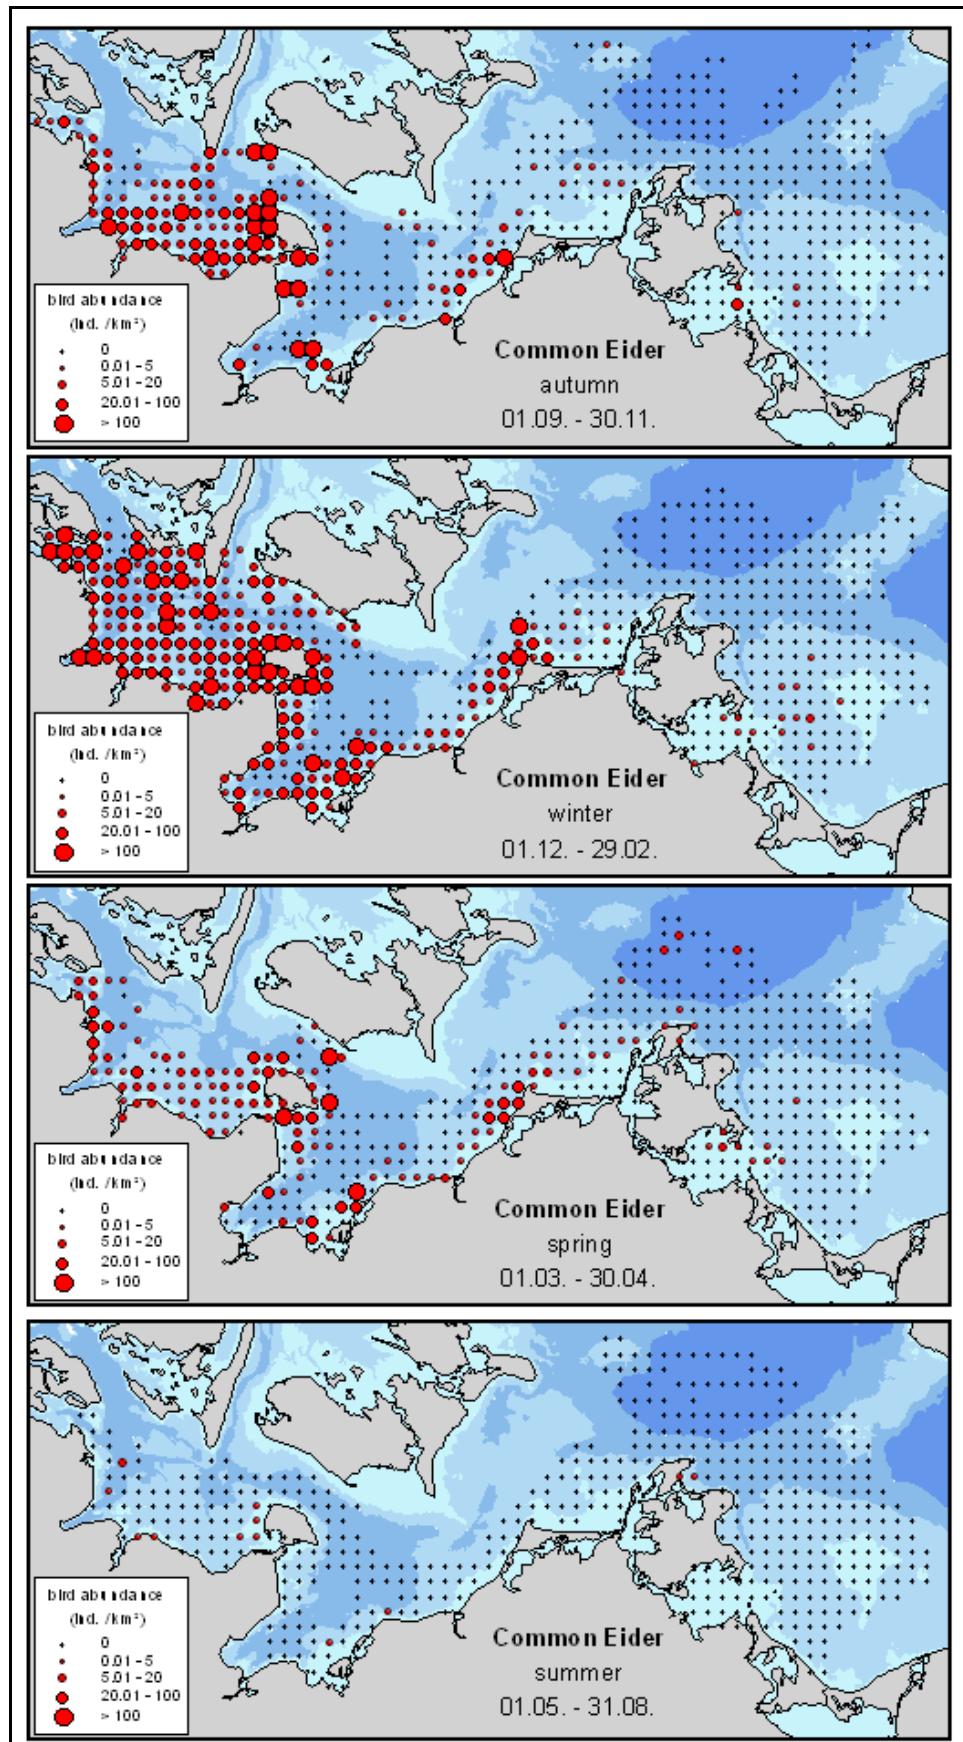 bird abundance
(Ind. /km²)
0
0.01 - 5
5.01 - 20
20.01 - 100
> 100
Common Eider
autumn
01.09. - 30.11.
bird abundance
(Ind. /km²)
0
0.01 - 5
5.01 - 20
20.01 - 100
> 100
Common Eider
winter
01.12. - 29.02.
bird abundance
(Ind. /km²)
0
0.01 - 5
5.01 - 20
20.01 - 100
> 100
Common Eider
spring
01.03. - 30.04.
bird abundance
(Ind. /km²)
0
0.01 - 5
5.01 - 20
20.01 - 100
> 100
Common Eider
summer
01.05. - 31.08.